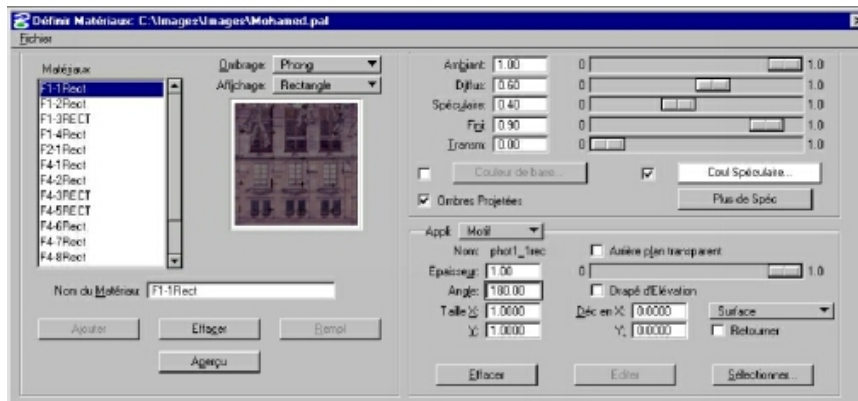 Définir Matériaux: C:\Images\Images\Mohamed.pal
Fichier
Matériaux
F1-1Rect
F1-2Rect
F1-3RECT
F1-4Rect
F2-1Rect
F4-1Rect
F4-2Rect
F4-3RECT
F4-5RECT
F4-6Rect
F4-7Rect
F4-8Rect
Ombrage: Phong
Affichage: Rectangle
Nom du Matériau: F1-1Rect
Ajouter
Effacer
Rempl
Aperçu
Ambiant: 1.00 0 1.0
Diffus: 0.60 0 1.0
Spéculaire: 0.40 0 1.0
Fini: 0.90 0 1.0
Transm: 0.00 0 1.0
Couleur de base...
Coul Spéculaire...
Ombres Projetées
Plus de Spéc
Appli: Motif
Nom: phot1_1rec
Arrière plan transparent
Epaisseur: 1.00 0 1.0
Angle: 180.00
Drapé d'Elévation
Taille X: 1.0000
Déc en X: 0.0000
Surface
Y: 1.0000
Y: 0.0000
Retourner
Effacer
Editer
Sélectionner...